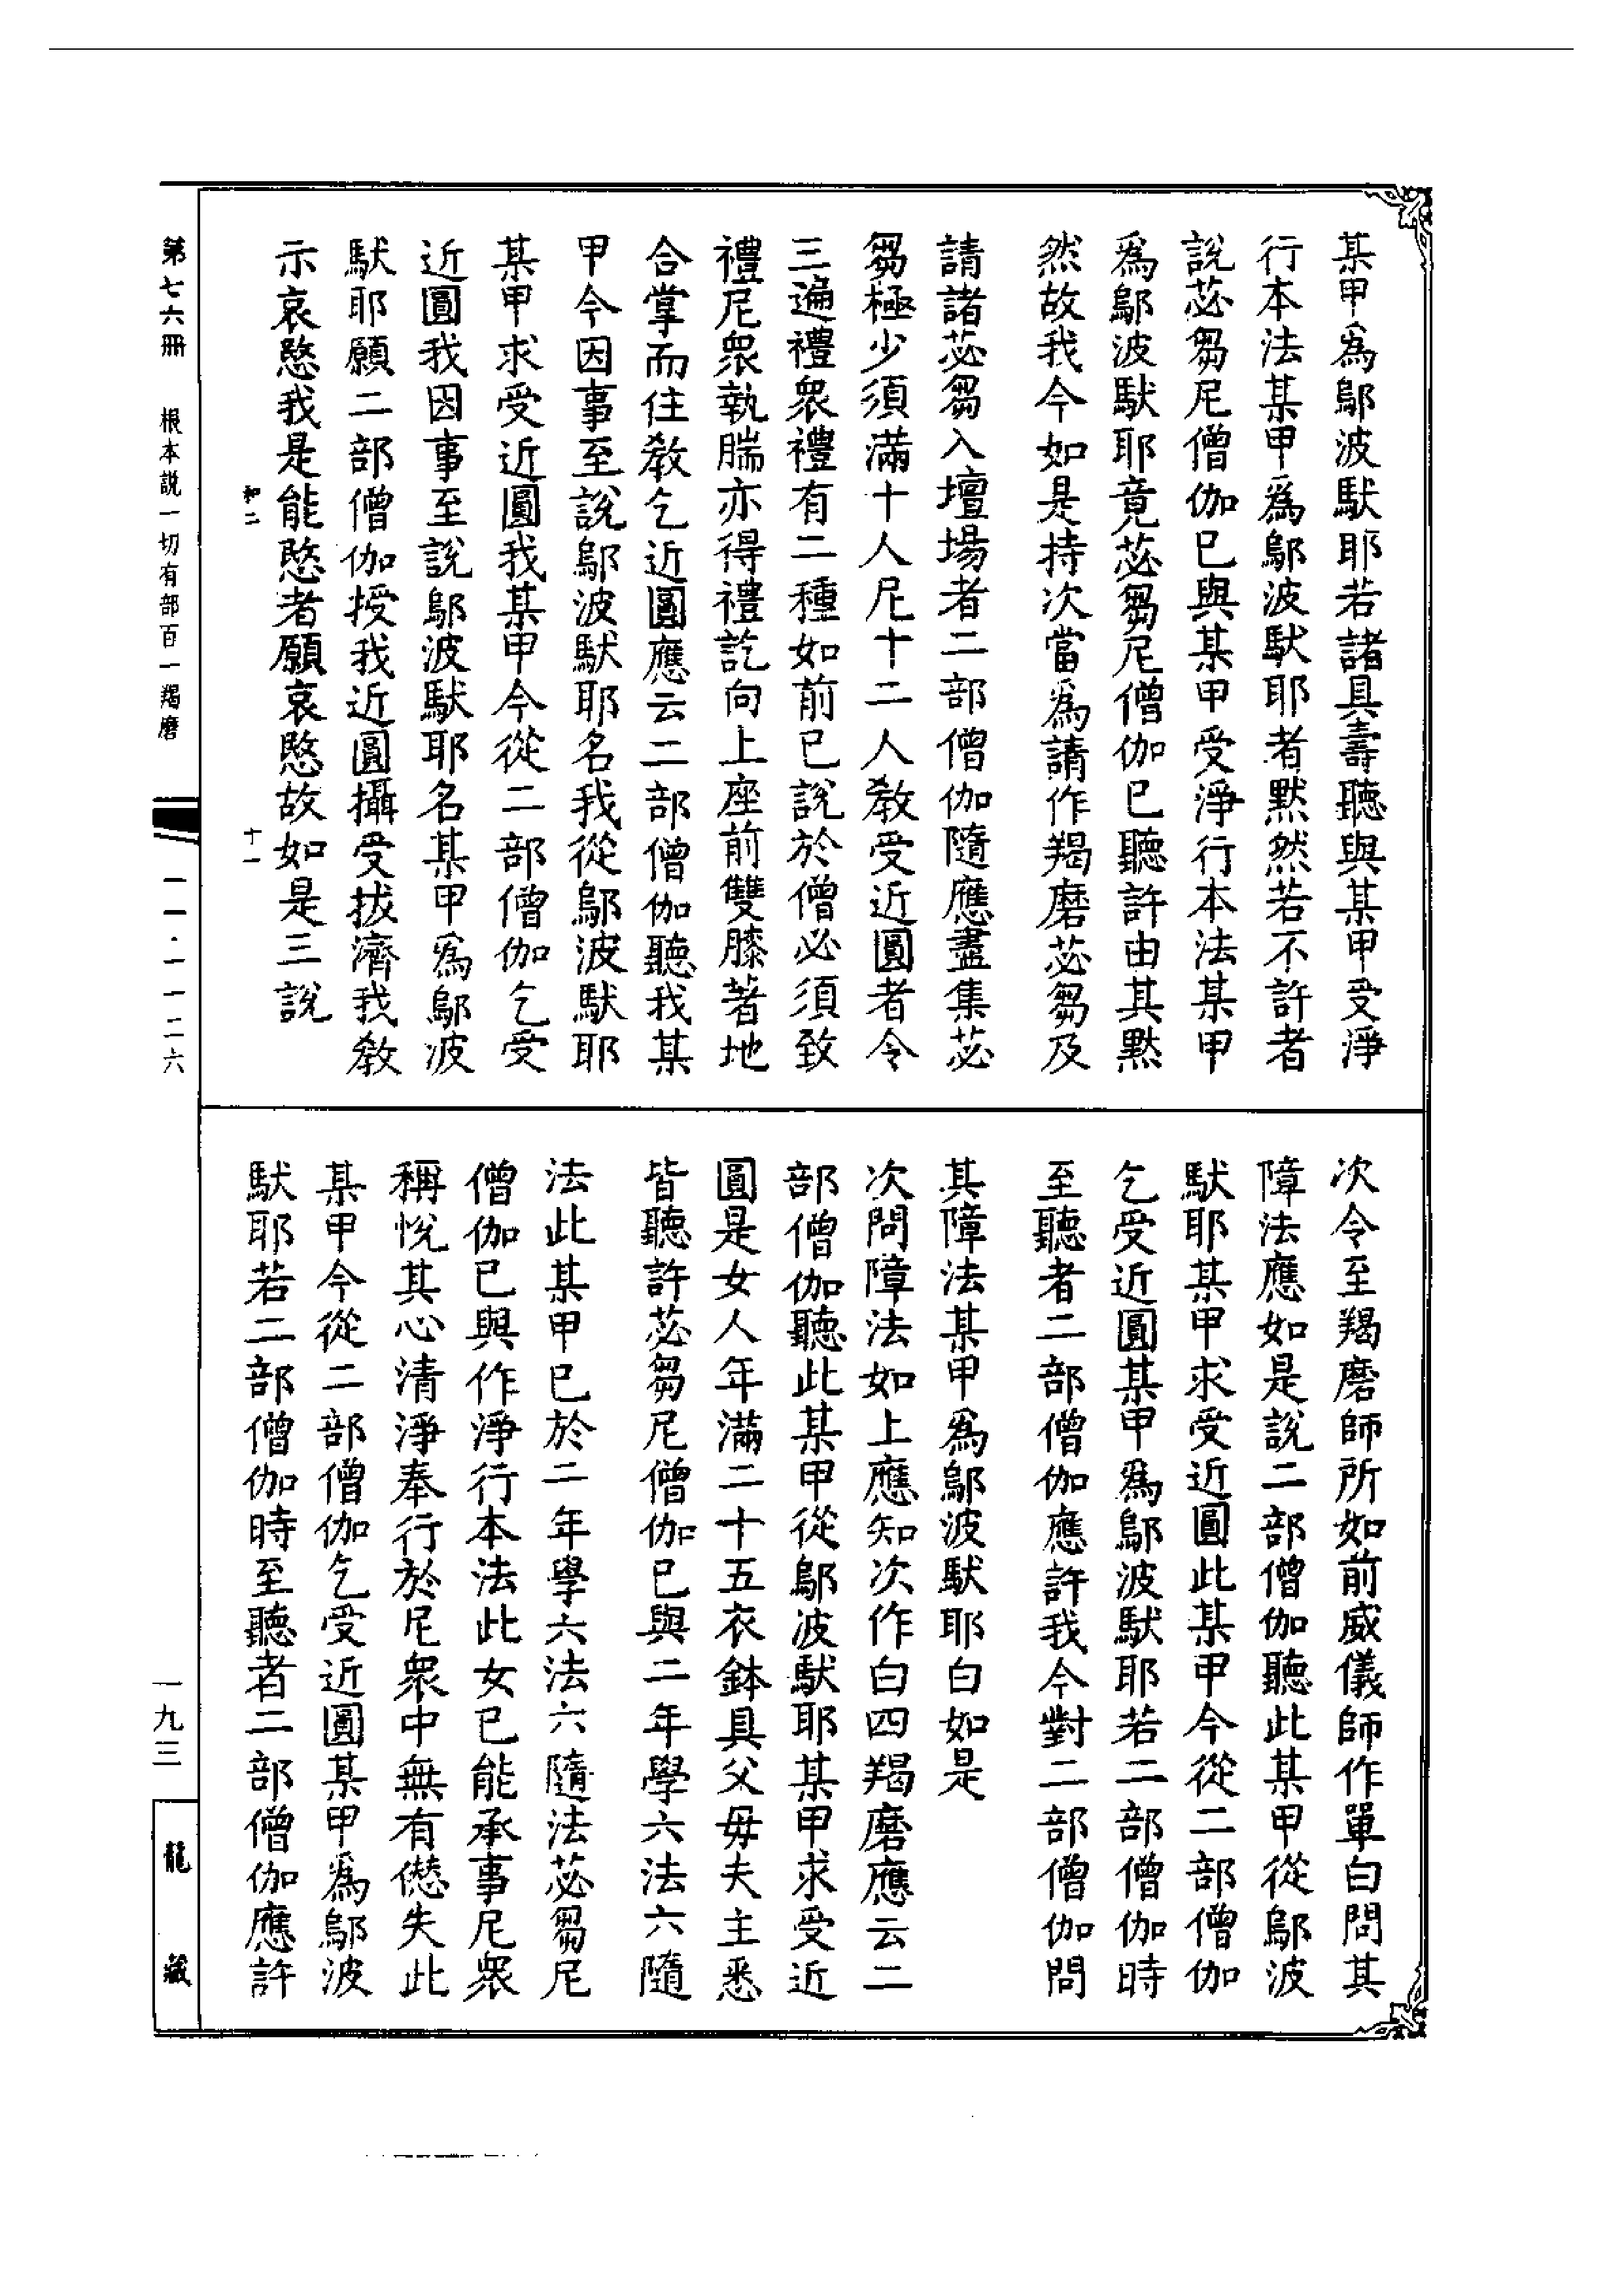 某甲爲鄔波馱耶若諸具壽聽與某甲受淨
行本法某甲爲鄔波馱耶者默然若不許者
說苾芻尼僧伽已與某甲受淨行本法某甲
爲鄔波馱耶竟苾芻尼僧伽已聽許由其黙
然故我今如是持次當爲請作羯磨苾芻及
請諸苾芻入壇場者二部僧伽隨應盡集苾
芻極少須滿十人尼十二人教受近圓者令
三遍禮衆禮有二種如前已說於僧必須致
禮尼衆執腨亦得禮訖向上座前雙膝著地
合掌而住教乞近圓應云二部僧伽聽我某
甲今因事至說鄔波馱耶名我從鄔波馱耶
某甲求受近圓我某甲今從二部僧伽乞受
近圓我因事至說鄔波馱耶名某甲爲鄔波
馱耶願二部僧伽授我近圓攝受拔濟我教
示哀愍我是能愍者願哀愍故如是三說
和二
十一
次令至羯磨師所如前威儀師作單白問其
障法應如是說二部僧伽聽此某甲從鄔波
馱耶某甲求受近圓此某甲今從二部僧伽
乞受近圓某甲爲鄔波馱耶若二部僧伽時
至聽者二部僧伽應許我今對二部僧伽問
其障法某甲爲鄔波馱耶白如是
次問障法如上應知次作白四羯磨應云二
部僧伽聽此某甲從鄔波馱耶某甲求受近
圓是女人年滿二十五衣鉢具父母夫主悉
皆聽許苾芻尼僧伽已與二年學六法六隨
法此某甲已於二年學六法六隨法苾芻尼
僧伽已與作淨行本法此女已能承事尼衆
稱悅其心清淨奉行於尼衆中無有僁失此
某甲今從二部僧伽乞受近圓某甲爲鄔波
馱耶若二部僧伽時至聽者二部僧伽應許
第七六冊 根本說一切有部百一羯磨
一一·一一二六
一九三
龍藏